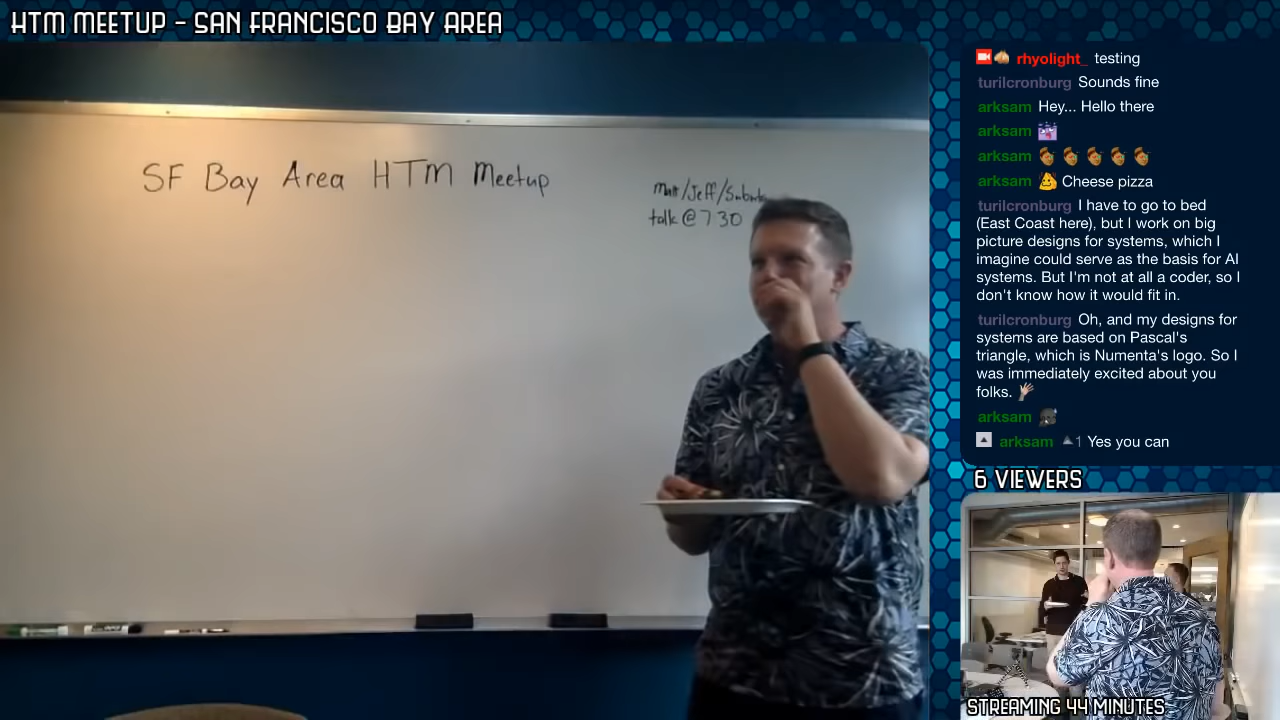 HTM MEETUP - SAN FRANCISCO BAY AREA
SF Bay Area HTM Meetup
Matt/Jeff/Subutai
talk @ 7 30
rhyolight_ testing
turilcronburg Sounds fine
arksam Hey... Hello there
arksam
arksam
arksam Cheese pizza
turilcronburg I have to go to bed
(East Coast here), but I work on big
picture designs for systems, which I
imagine could serve as the basis for AI
systems. But I'm not at all a coder, so I
don't know how it would fit in.
turilcronburg Oh, and my designs for
systems are based on Pascal's
triangle, which is Numenta's logo. So I
was immediately excited about you
folks.
arksam
arksam 1 Yes you can
6 VIEWERS
STREAMING 44 MINUTES